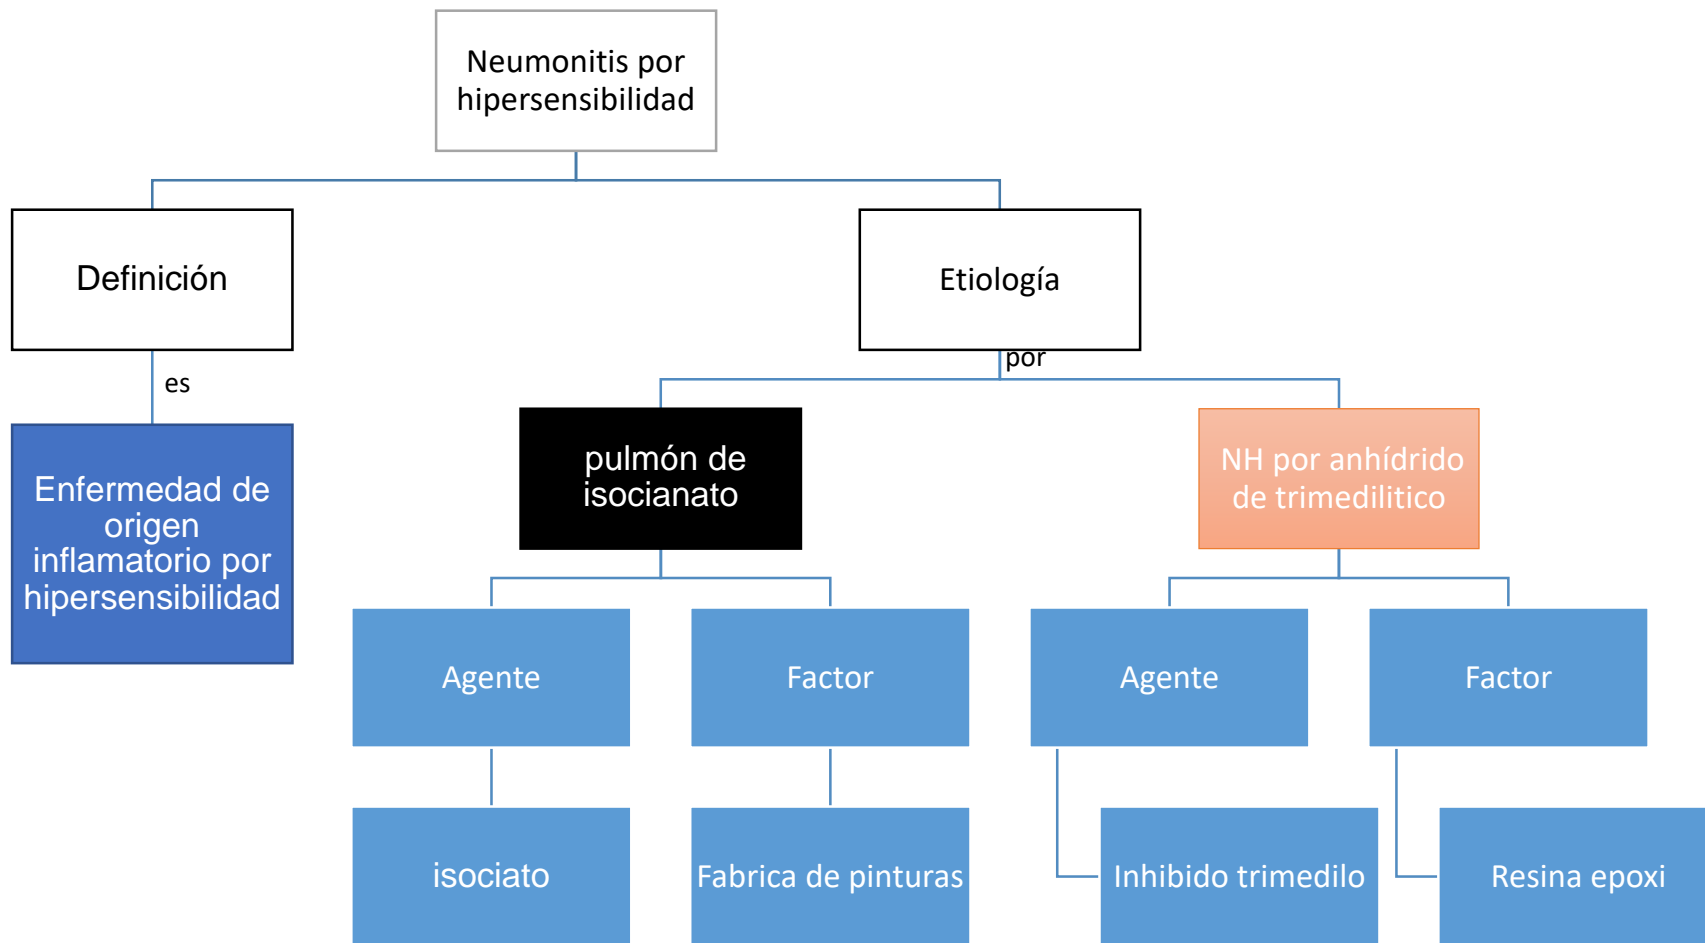 Neumonitis por
hipersensibilidad
Definición
Etiología
es
por
Enfermedad de
origen
inflamatorio por
hipersensibilidad
pulmón de
isocianato
NH por anhídrido
de trimedilitico
Agente
Factor
Agente
Factor
isociato
Fabrica de pinturas
Inhibido trimedilo
Resina epoxi